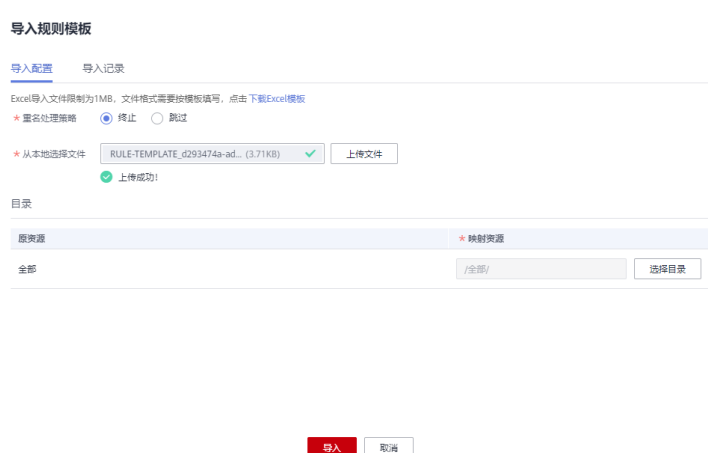 导入规则模板
导入配置 导入记录
Excel导入文件限制为1MB，文件格式需要按模板填写，点击 下载Excel模板
* 重名处理策略 终止 跳过
* 从本地选择文件 RULE-TEMPLATE_d293474a-ad... (3.71KB) 上传文件
上传成功!
目录
原资源 * 映射资源
全部 /全部/ 选择目录
导入 取消